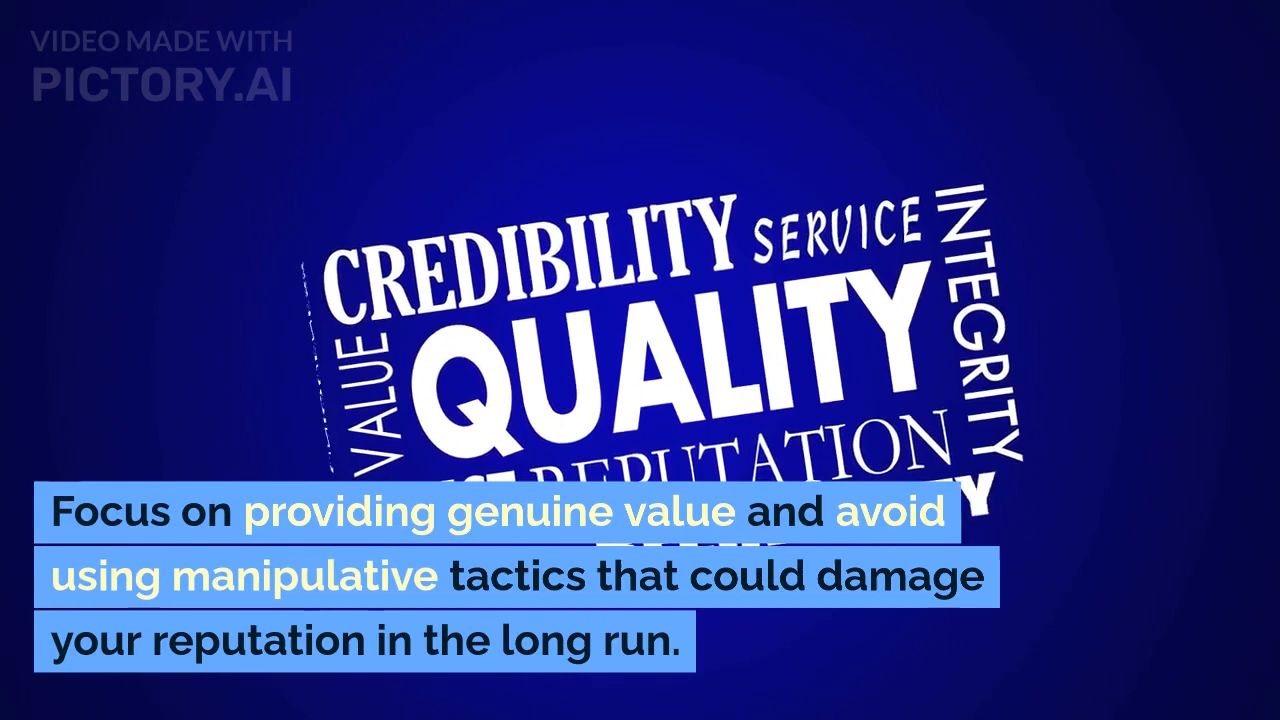 VIDEO MADE WITH
PICTORY.AI
CREDIBILITY SERVICE
INTEGRITY
VALUE
QUALITY
REPUTATION
Focus on providing genuine value and avoid
using manipulative tactics that could damage
your reputation in the long run.